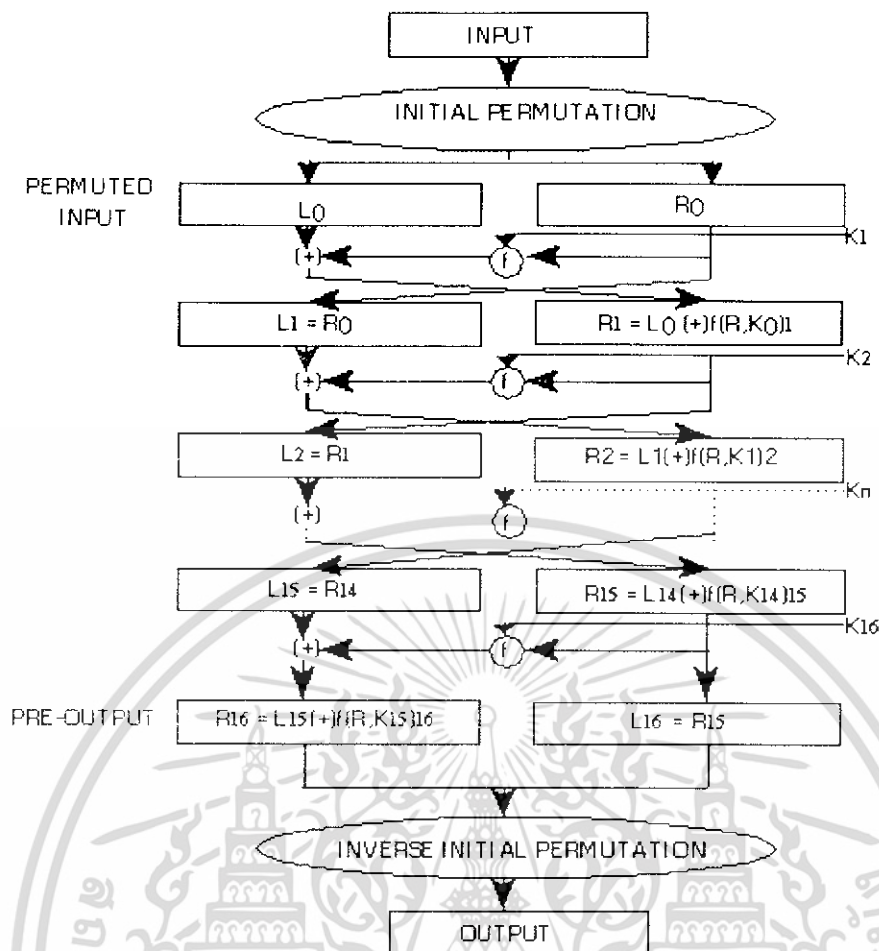 INPUT
INITIAL PERMUTATION
PERMUTED
INPUT
L0
R0
K1
(+)
f
L1 = R0
R1 = L0 (+)f(R,K0)1
K2
(+)
f
L2 = R1
R2 = L1(+)f(R,K1)2
Kn
(+)
f
L15 = R14
R15 = L14(+)f(R,K14)15
K16
(+)
f
PRE-OUTPUT
R16 = L15(+)f(R,K15)16
L16 = R15
INVERSE INITIAL PERMUTATION
OUTPUT